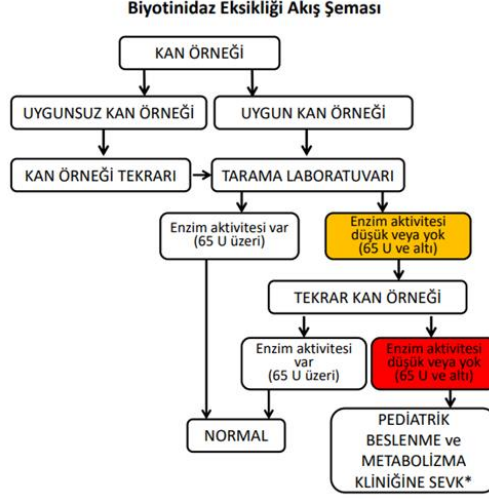 Biyotinidaz Eksikliği Akış Şeması
KAN ÖRNEĞİ
UYGUNSUZ KAN ÖRNEĞİ
UYGUN KAN ÖRNEĞİ
KAN ÖRNEĞİ TEKRARI
TARAMA LABORATUVARI
Enzim aktivitesi var
(65 U üzeri)
Enzim aktivitesi
düşük veya yok
(65 U ve altı)
TEKRAR KAN ÖRNEĞİ
Enzim aktivitesi
var
(65 U üzeri)
Enzim aktivitesi
düşük veya yok
(65 U ve altı)
NORMAL
PEDİATRİK
BESLENME ve
METABOLİZMA
KLİNİĞİNE SEVK*